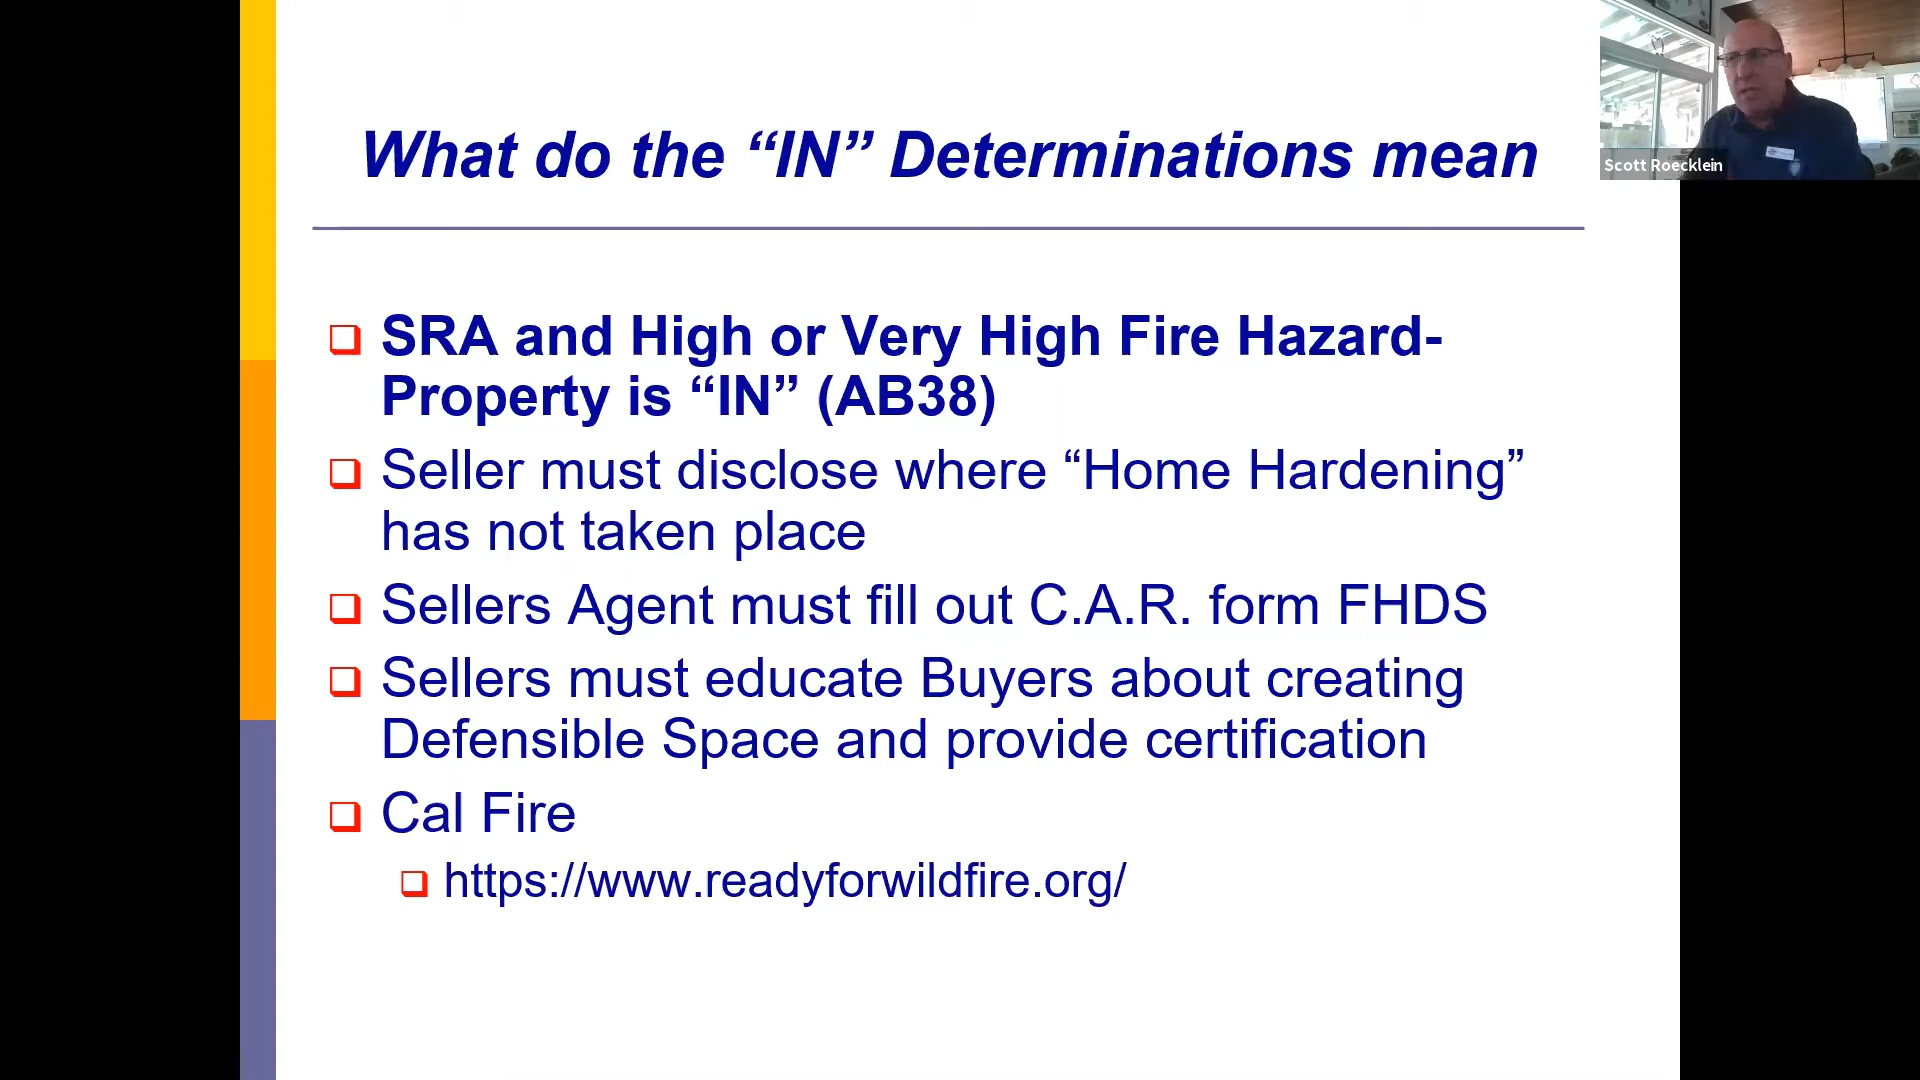 What do the “IN” Determinations mean
SRA and High or Very High Fire Hazard-
Property is “IN” (AB38)
Seller must disclose where “Home Hardening”
has not taken place
Sellers Agent must fill out C.A.R. form FHDS
Sellers must educate Buyers about creating
Defensible Space and provide certification
Cal Fire
https://www.readyforwildfire.org/
Scott Roecklein